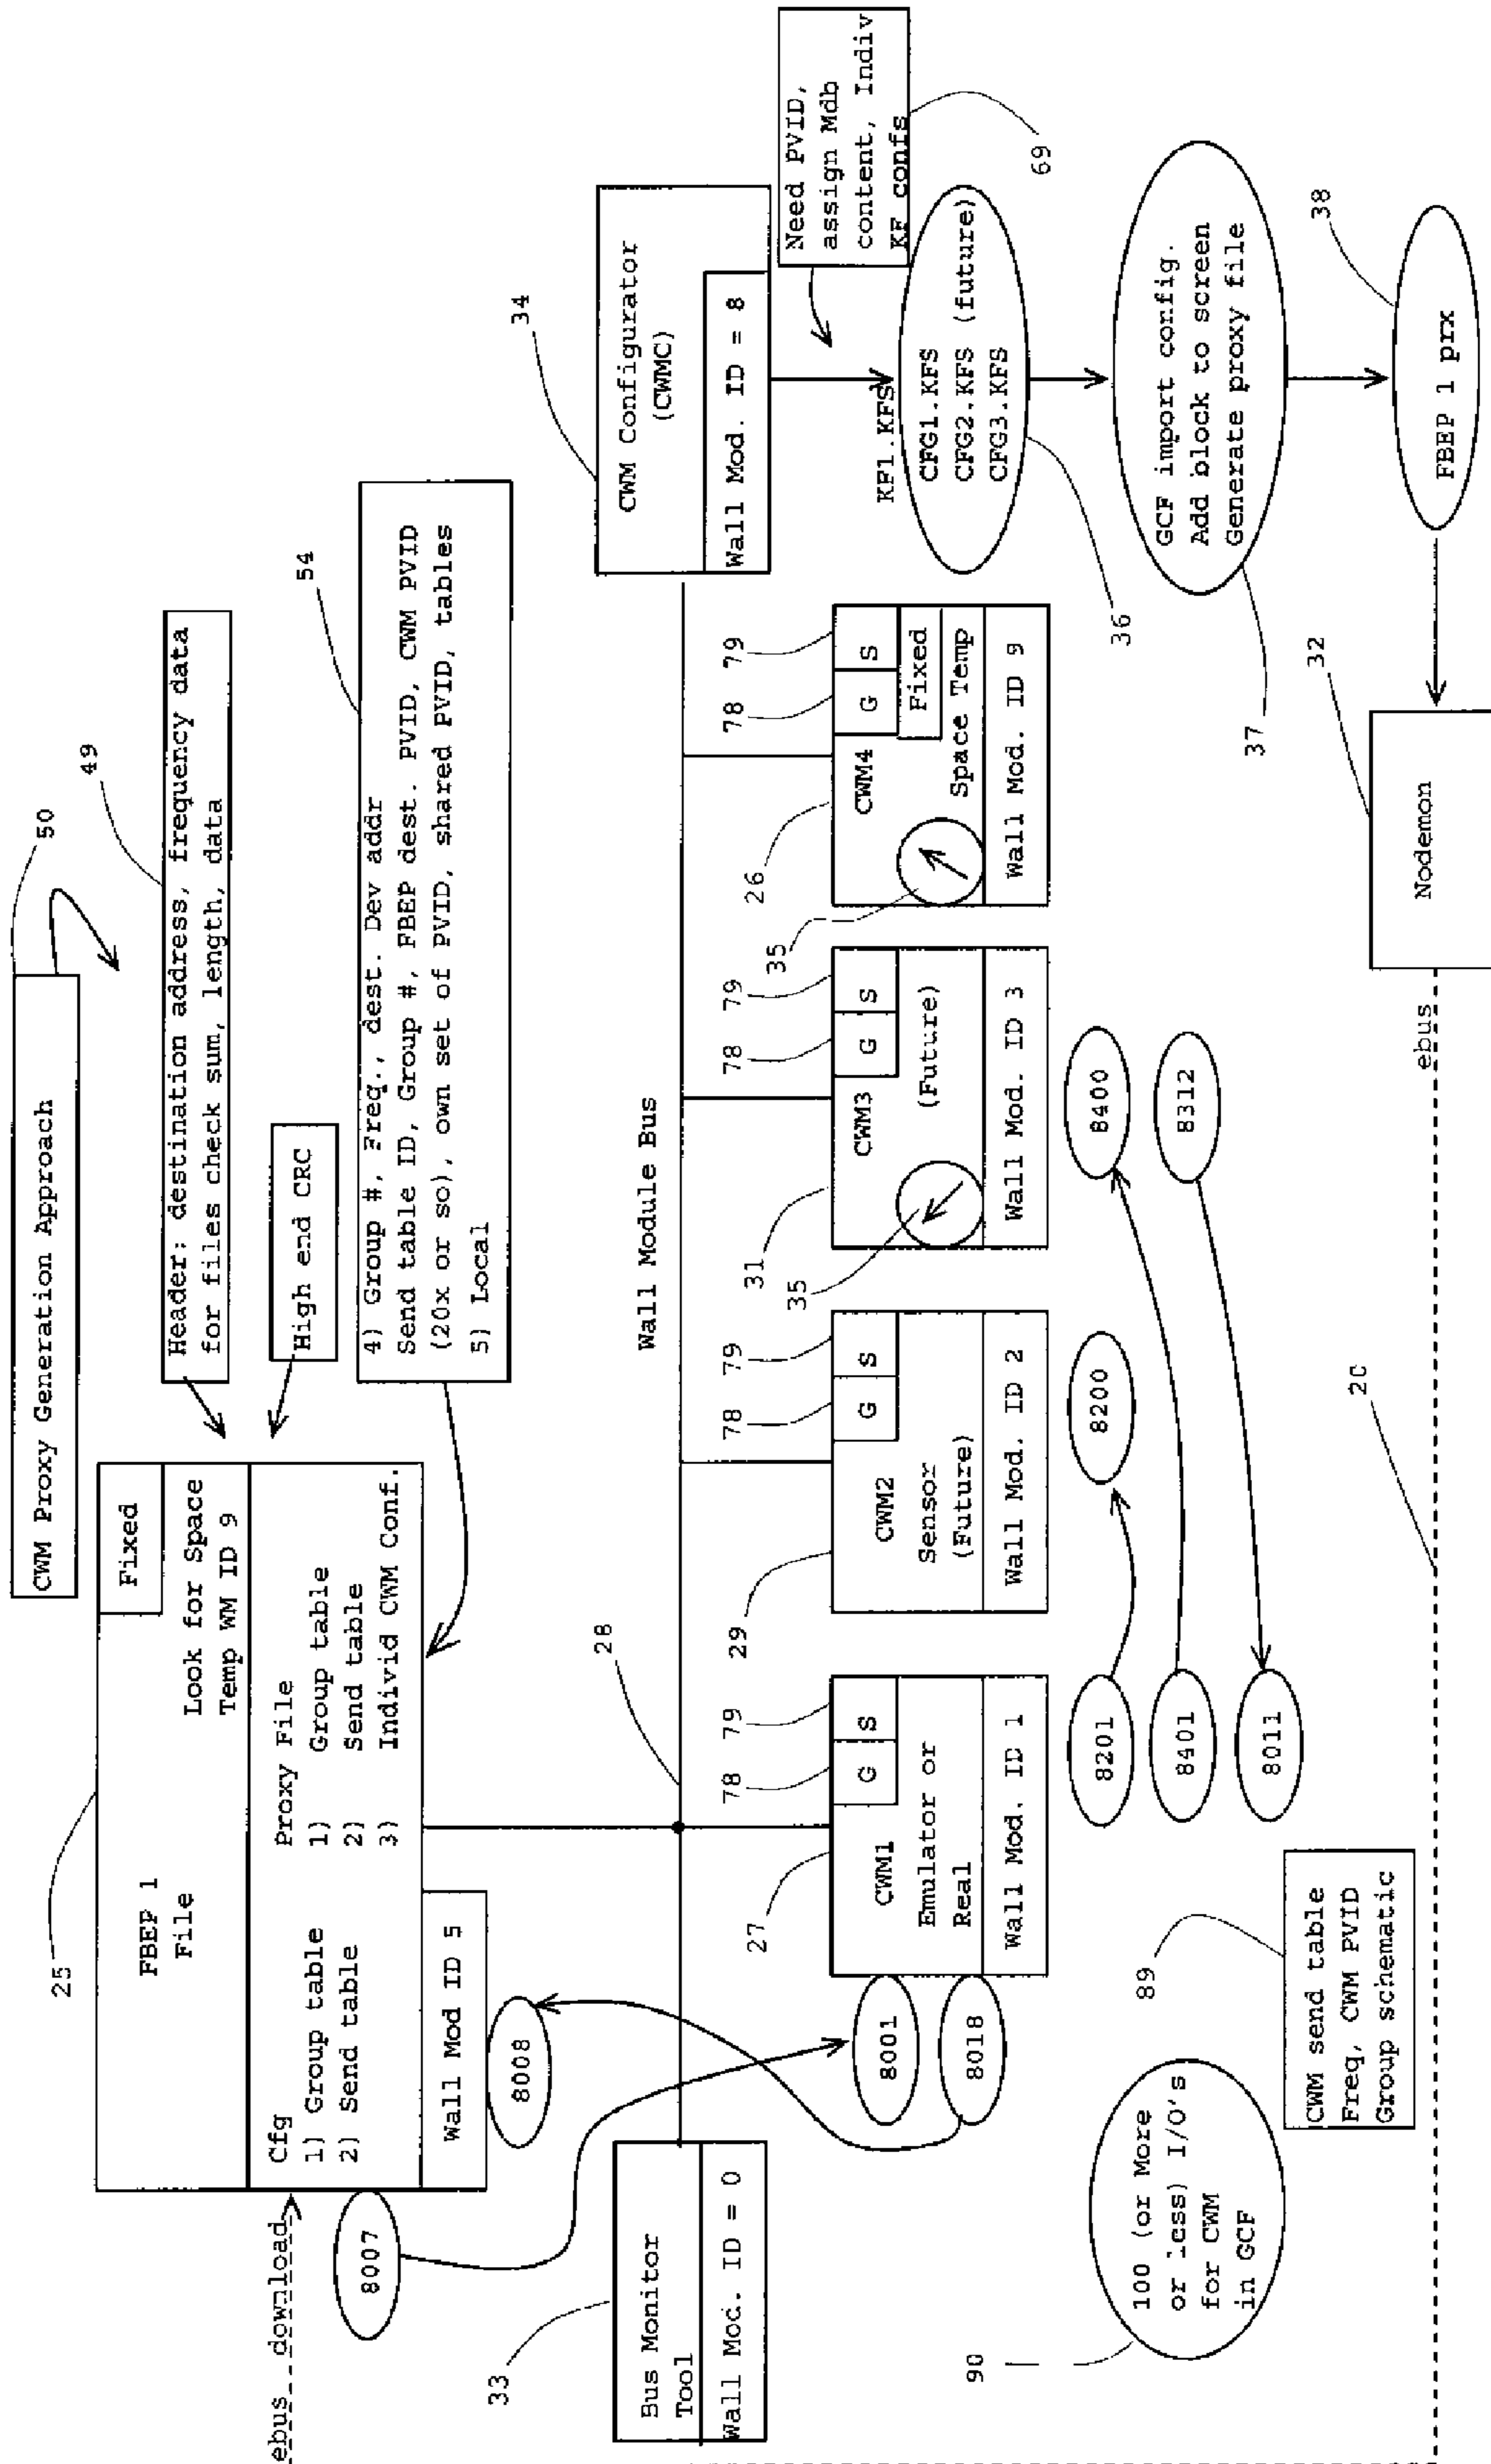 50
CWM Proxy Generation Approach
49
Header: destination address, frequency data
for files check sum, length, data
High end CRC
54
4) Group #, Freq., dest. Dev addr
Send table ID, Group #, FBEP dest. PVID, CWM PVID
(20x or so), own set of PVID, shared PVID, tables
5) Local
25
FBEP 1
File
Fixed
Look for Space
Temp WM ID 9
Cfg
1) Group table
2) Send table
Proxy File
1) Group table
2) Send table
3) Individ CWM Conf.
Wall Mod ID 5
ebus download
8007
8008
33
Bus Monitor
Tool
Wall Mod. ID = 0
28
Wall Module Bus
34
CWM Configurator
(CWMC)
Wall Mod. ID = 8
27
CWM1
78
79
G
S
Emulator or
Real
Wall Mod. ID 1
8001
8018
29
CWM2
78
79
G
S
Sensor
(Future)
Wall Mod. ID 2
31
35
CWM3
78
79
G
S
(Future)
Wall Mod. ID 3
26
35
CWM4
78
79
G
S
Fixed
Space Temp
Wall Mod. ID 9
8201
8200
8401
8400
8011
8312
Need PVID,
assign Mdb
content, Indiv
KF confs
69
KF1.KFS
CFG1.KFS
CFG2.KFS (future)
CFG3.KFS
36
GCF import config.
Add block to screen
Generate proxy file
37
38
FBEP 1 prx
32
Nodemon
ebus
20
90
100 (or More
or less) I/O's
for CWM
in GCF
89
CWM send table
Freq, CWM PVID
Group schematic